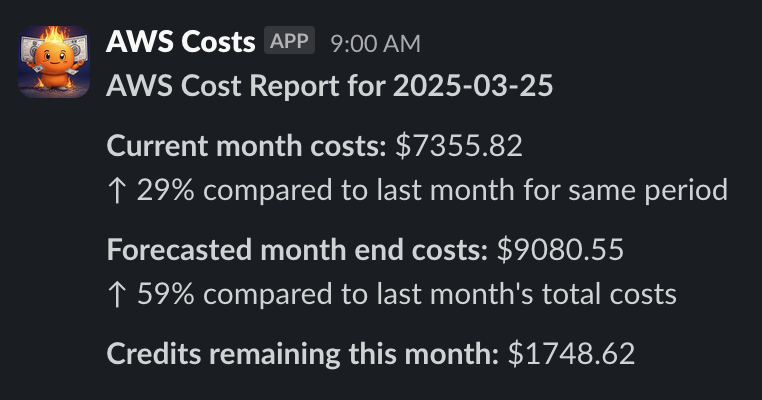 AWS Costs APP 9:00 AM
AWS Cost Report for 2025-03-25
Current month costs: $7355.82
↑ 29% compared to last month for same period
Forecasted month end costs: $9080.55
↑ 59% compared to last month's total costs
Credits remaining this month: $1748.62